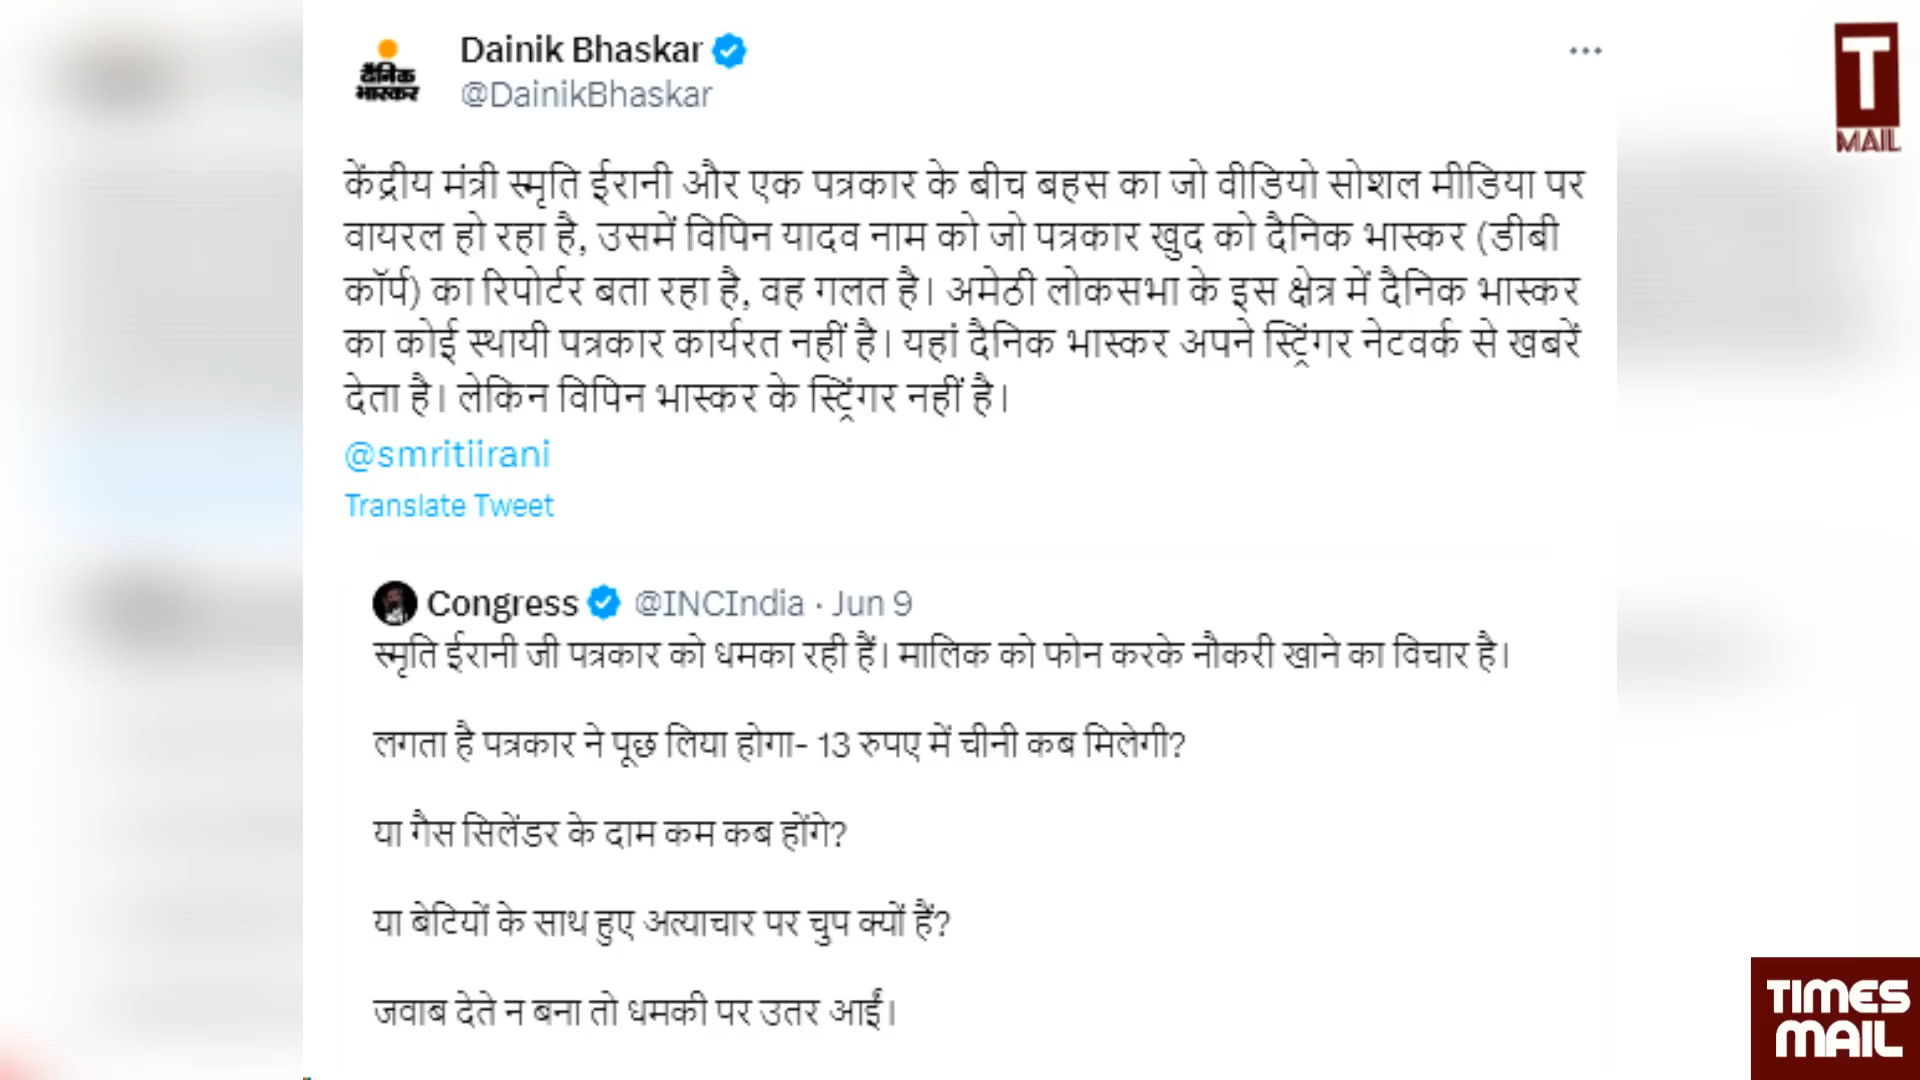 Dainik Bhaskar
@DainikBhaskar
दैनिक
भास्कर
T
MAIL
केंद्रीय मंत्री स्मृति ईरानी और एक पत्रकार के बीच बहस का जो वीडियो सोशल मीडिया पर
वायरल हो रहा है, उसमें विपिन यादव नाम को जो पत्रकार खुद को दैनिक भास्कर (डीबी
कॉर्प) का रिपोर्टर बता रहा है, वह गलत है। अमेठी लोकसभा के इस क्षेत्र में दैनिक भास्कर
का कोई स्थायी पत्रकार कार्यरत नहीं है। यहां दैनिक भास्कर अपने स्ट्रिंगर नेटवर्क से खबरें
देता है। लेकिन विपिन भास्कर के स्ट्रिंगर नहीं है।
@smritiirani
Translate Tweet
Congress @INCIndia · Jun 9
स्मृति ईरानी जी पत्रकार को धमका रही हैं। मालिक को फोन करके नौकरी खाने का विचार है।
लगता है पत्रकार ने पूछ लिया होगा- 13 रुपए में चीनी कब मिलेगी?
या गैस सिलेंडर के दाम कम कब होंगे?
या बेटियों के साथ हुए अत्याचार पर चुप क्यों हैं?
जवाब देते न बना तो धमकी पर उतर आईं।
TIMES
MAIL